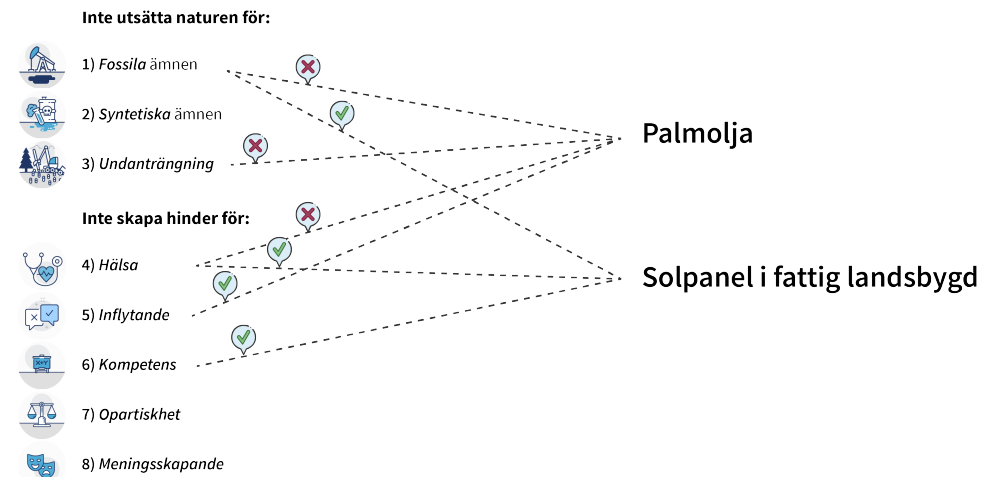 Inte utsätta naturen för:
1) Fossila ämnen
2) Syntetiska ämnen
3) Undanträngning
Inte skapa hinder för:
4) Hälsa
5) Inflytande
6) Kompetens
7) Opartiskhet
8) Meningsskapande
Palmolja
Solpanel i fattig landsbygd